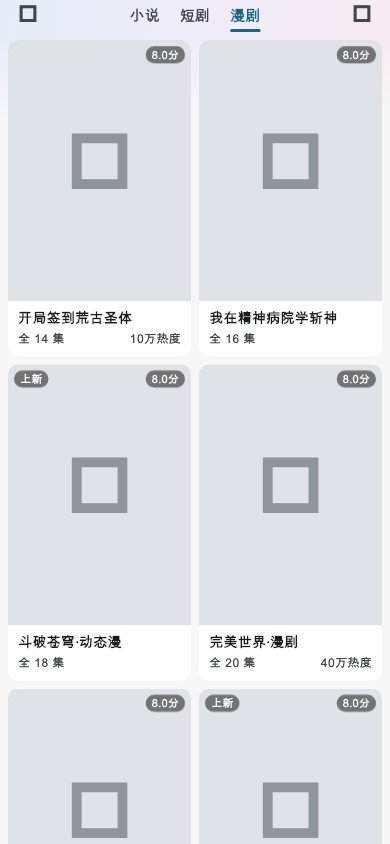 小说 短剧 漫剧
8.0分
8.0分
开局签到荒古圣体
全 14 集 10万热度
我在精神病院学斩神
全 16 集
上新 8.0分
8.0分
斗破苍穹·动态漫
全 18 集
完美世界·漫剧
全 20 集 40万热度
8.0分
上新 8.0分